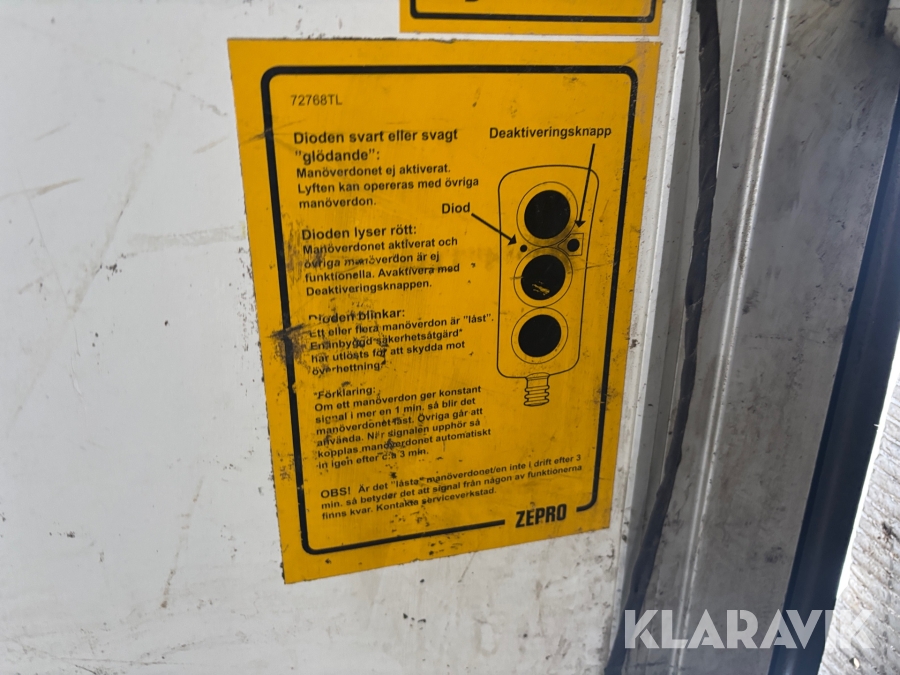 72768TL
Dioden svart eller svagt
"glödande":
Manöverdonet ej aktiverat.
Lyften kan opereras med övriga
manöverdon.
Dioden lyser rött:
Manöverdonet aktiverat och
övriga manöverdon är ej
funktionella. Avaktivera med
Deaktiveringsknappen.
Dioden blinkar:
Ett eller flera manöverdon är "låst".
En inbyggd säkerhetsåtgärd*
har utlösts för att skydda mot
överhettning*
*Förklaring:
Om ett manöverdon ger konstant
signal i mer en 1 min. så blir det
manöverdonet låst. Övriga går att
använda. När signalen upphör så
kopplas manöverdonet automatiskt
in igen efter c:a 3 min.
OBS! Är det "låsta" manöverdonet/en inte i drift efter 3
min. så betyder det att signal från någon av funktionerna
finns kvar. Kontakta serviceverkstad.
Deaktiveringsknapp
Diod
ZEPRO
KLARAVIK